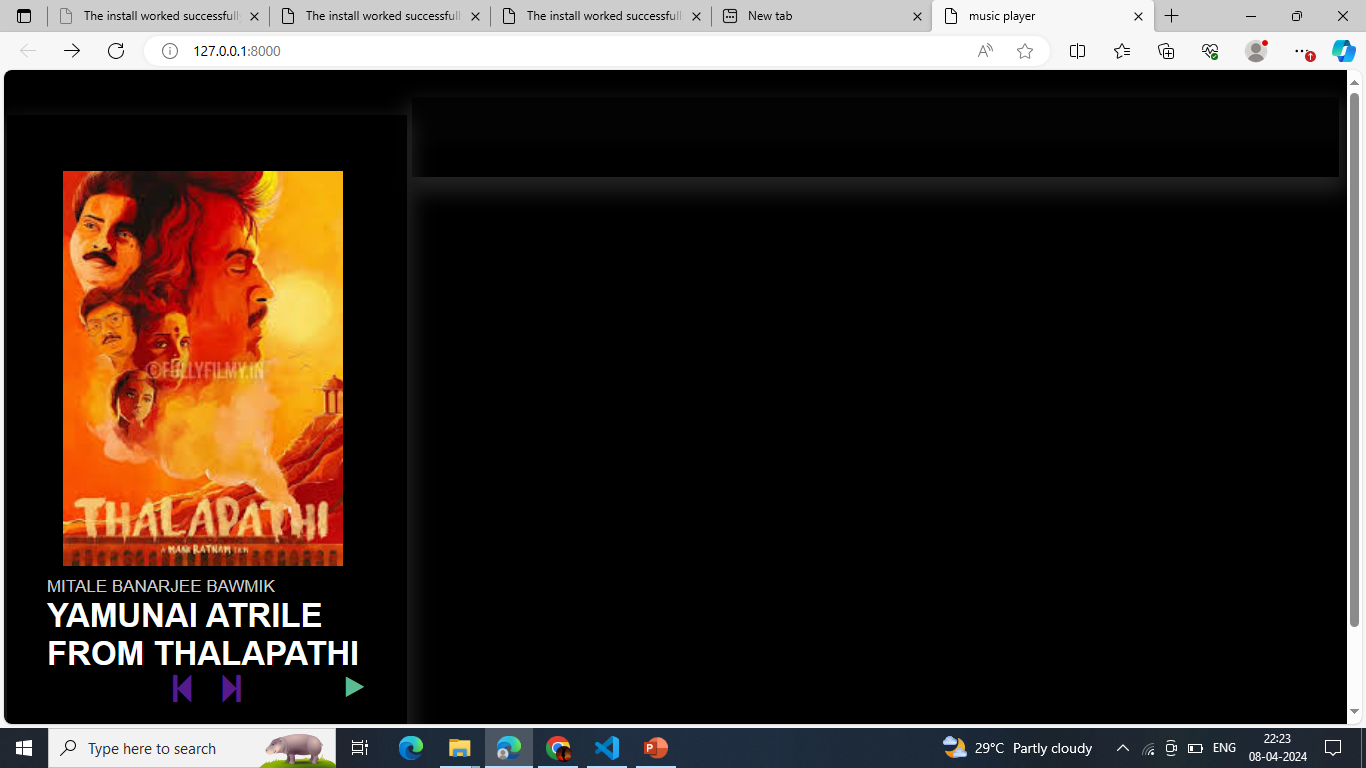 The install worked successfull
The install worked successfull
The install worked successfull
New tab
music player
127.0.0.1:8000
©FULLYFILMY.IN
THALAPATHI
A MANI RATNAM FILM
MITALE BANARJEE BAWMIK
YAMUNAI ATRILE
FROM THALAPATHI
Type here to search
29°C Partly cloudy
ENG
22:23
08-04-2024